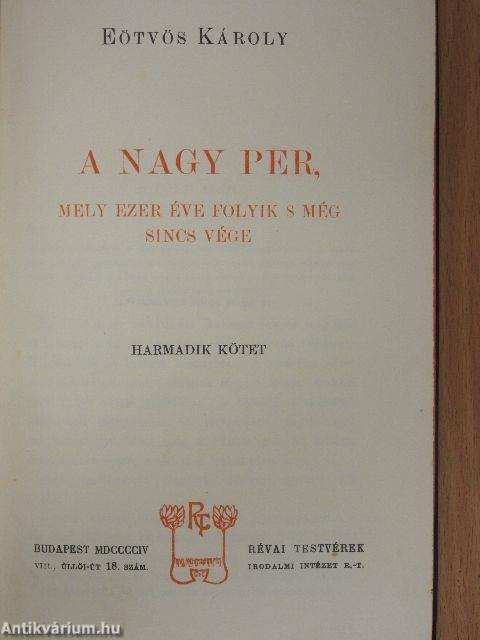 EÖTVÖS KÁROLY
A NAGY PER,
MELY EZER ÉVE FOLYIK S MÉG
SINCS VÉGE
HARMADIK KÖTET
BUDAPEST MDCCCCIV
VIII., ÜLLŐI-ÚT 18. SZÁM.
RÉVAI TESTVÉREK
IRODALMI INTÉZET R.-T.
Antikvárium.hu